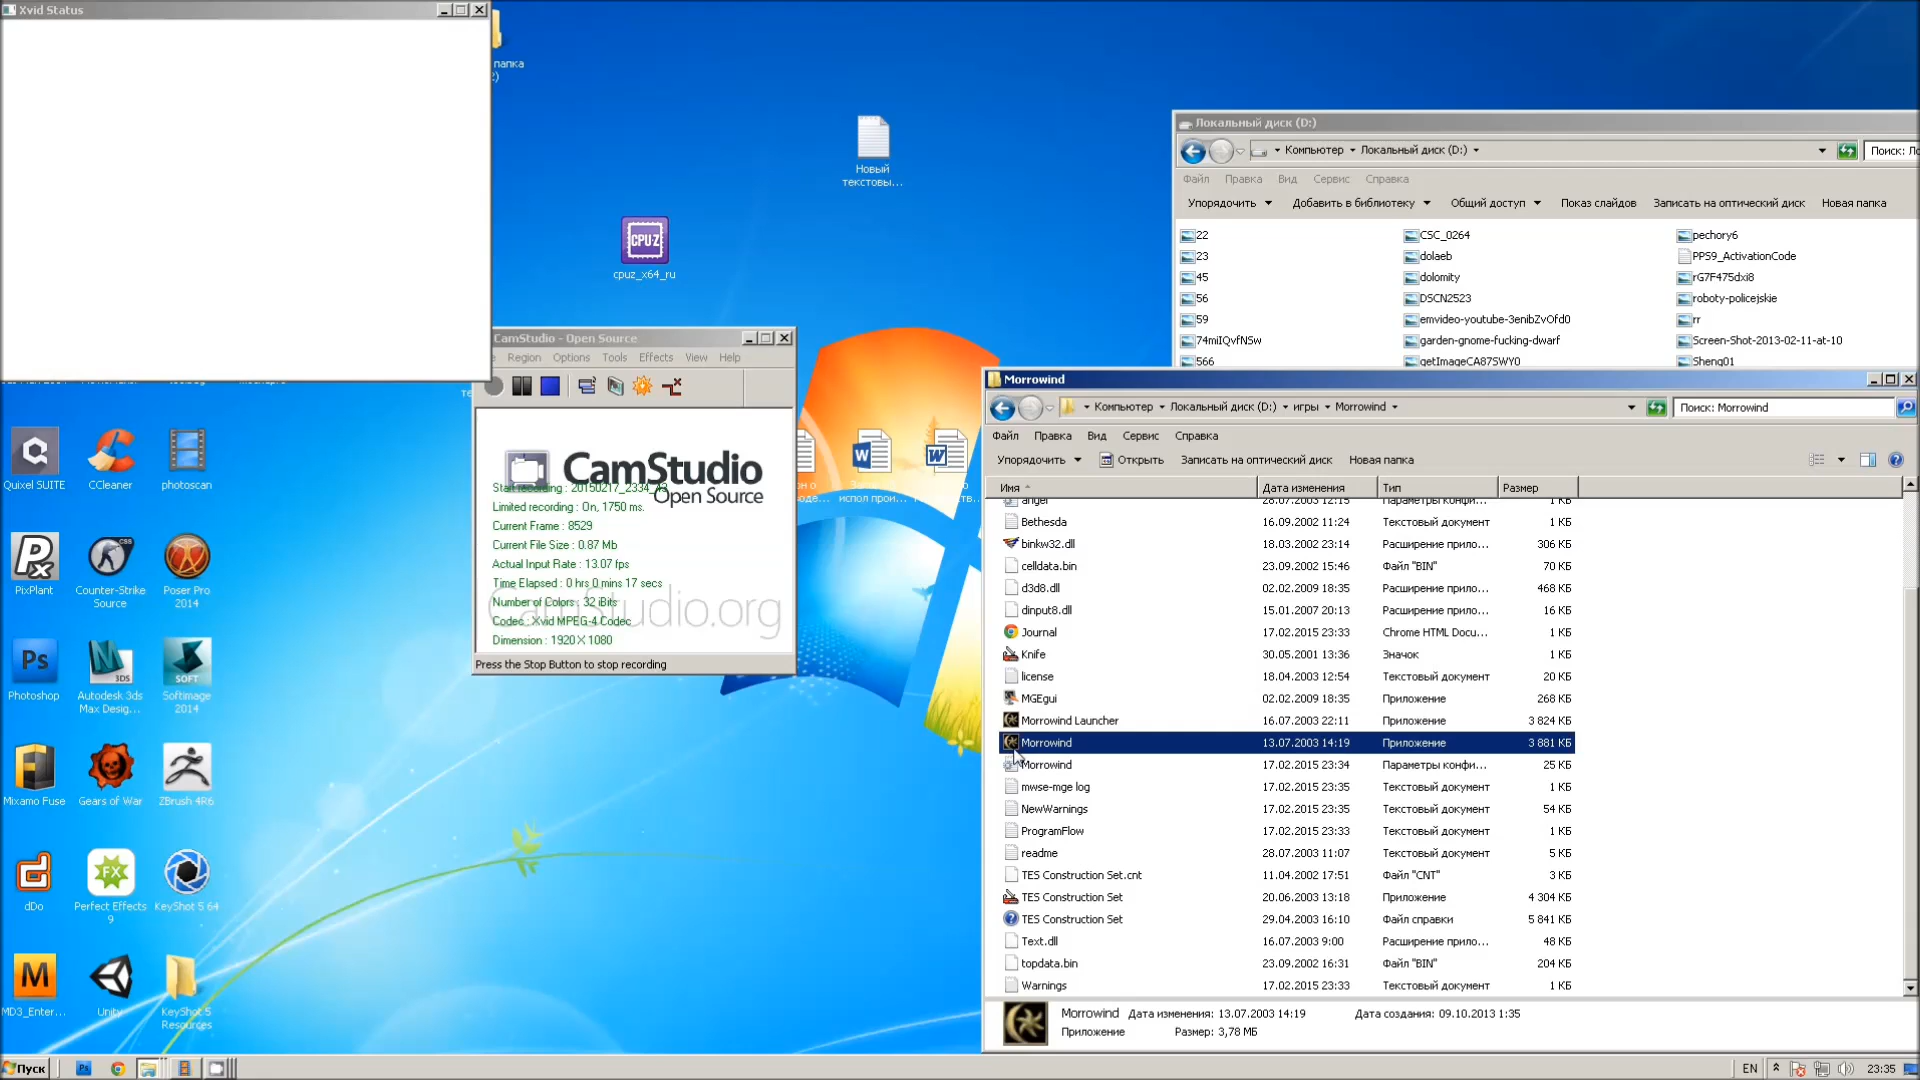 Xvid Status
папка
2)
Новый
текстовы...
cpuz_x64_ru
CPU-Z
Quixel SUITE
CCleaner
photoscan
PixPlant
Counter-Strike
Source
Poser Pro
2014
Photoshop
Autodesk 3ds
Max Desig...
Softimage
2014
Mixamo Fuse
Gears of War
ZBrush 4R6
dDo
Perfect Effects
9
KeyShot 5 64
MD3_Enter...
Unity
KeyShot 5
Resources
CamStudio - Open Source
Region Options Tools Effects View Help
CamStudio
Open Source
CamStudio.org
Start recording : 20150217_2334_43
Limited recording : On, 1750 ms.
Current Frame : 8529
Current File Size : 0.87 Mb
Actual Input Rate : 13.07 fps
Time Elapsed : 0 hrs 0 mins 17 secs
Number of Colors : 32 iBits
Codec : Xvid MPEG-4 Codec
Dimension : 1920 X 1080
Press the Stop Button to stop recording
Локальный диск (D:)
Компьютер Локальный диск (D:)
Поиск: Ло
Файл Правка Вид Сервис Справка
Упорядочить Добавить в библиотеку Общий доступ Показ слайдов Записать на оптический диск Новая папка
22 CSC_0264 pechory6
23 dolaeb PPS9_ActivationCode
45 dolomity rG7F475dxi8
56 DSCN2523 roboty-policejskie
59 emvideo-youtube-3enibZvOfd0 rr
74miIQvfNSw garden-gnome-fucking-dwarf Screen-Shot-2013-02-11-at-10
566 getImageCA87SWY0 Sheng01
Morrowind
Компьютер Локальный диск (D:) игры Morrowind
Поиск: Morrowind
Файл Правка Вид Сервис Справка
Упорядочить Открыть Записать на оптический диск Новая папка
Имя Дата изменения Тип Размер
anger 28.07.2003 12:15 Параметры конфи... 1 КБ
Bethesda 16.09.2002 11:24 Текстовый документ 1 КБ
binkw32.dll 18.03.2002 23:14 Расширение прило... 306 КБ
celldata.bin 23.09.2002 15:46 Файл "BIN" 70 КБ
d3d8.dll 02.02.2009 18:35 Расширение прило... 468 КБ
dinput8.dll 15.01.2007 20:13 Расширение прило... 16 КБ
Journal 17.02.2015 23:33 Chrome HTML Docu... 1 КБ
Knife 30.05.2001 13:36 Значок 1 КБ
license 18.04.2003 12:54 Текстовый документ 20 КБ
MGEgui 02.02.2009 18:35 Приложение 268 КБ
Morrowind Launcher 16.07.2003 22:11 Приложение 3 824 КБ
Morrowind 13.07.2003 14:19 Приложение 3 881 КБ
Morrowind 17.02.2015 23:34 Параметры конфи... 25 КБ
mwse-mge log 17.02.2015 23:35 Текстовый документ 1 КБ
NewWarnings 17.02.2015 23:35 Текстовый документ 54 КБ
ProgramFlow 17.02.2015 23:33 Текстовый документ 1 КБ
readme 28.07.2003 11:07 Текстовый документ 5 КБ
TES Construction Set.cnt 11.04.2002 17:51 Файл "CNT" 3 КБ
TES Construction Set 20.06.2003 13:18 Приложение 4 304 КБ
TES Construction Set 29.04.2003 16:10 Файл справки 5 841 КБ
Text.dll 16.07.2003 9:00 Расширение прило... 48 КБ
topdata.bin 23.09.2002 16:31 Файл "BIN" 204 КБ
Warnings 17.02.2015 23:33 Текстовый документ 1 КБ
Morrowind Дата изменения: 13.07.2003 14:19 Дата создания: 09.10.2013 1:35
Приложение Размер: 3,78 МБ
Пуск
EN
23:35